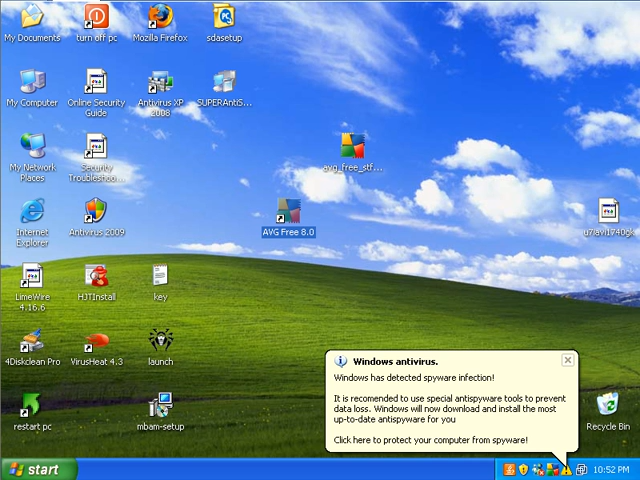 My Documents
turn off pc
Mozilla Firefox
sdasetup
My Computer
Online Security
Guide
Antivirus XP
2008
SUPERAntiS...
My Network
Places
Security
Troubleshoo...
avg_free_stf...
Internet
Explorer
Antivirus 2009
AVG Free 8.0
u7iavi1740gk
LimeWire
4.16.6
HJTInstall
key
4Diskclean Pro
VirusHeat 4.3
launch
restart pc
mbam-setup
Recycle Bin
Windows antivirus.
Windows has detected spyware infection!
It is recomended to use special antispyware tools to prevent
data loss. Windows will now download and install the most
up-to-date antispyware for you
Click here to protect your computer from spyware!
start
10:52 PM